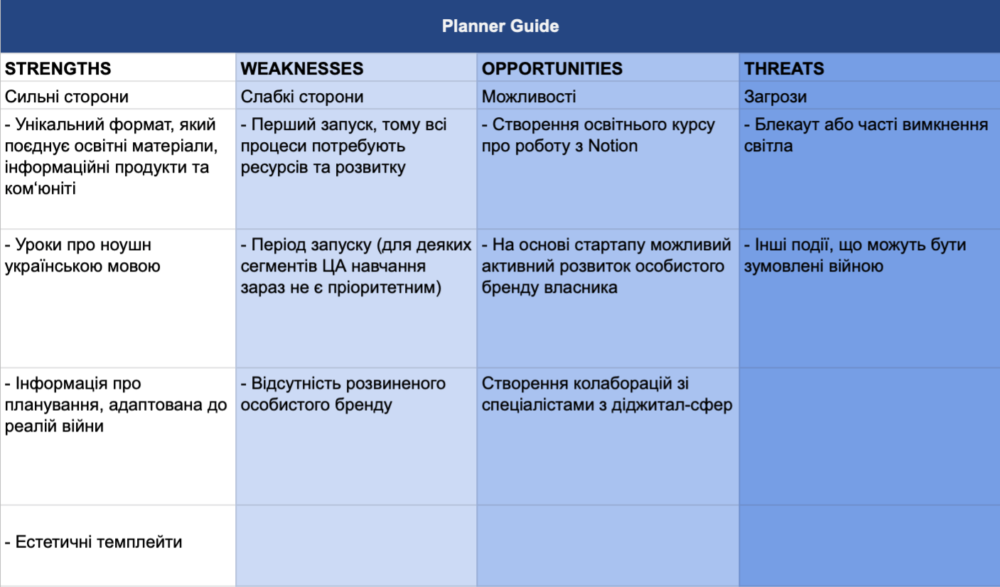 Planner Guide
STRENGTHS
WEAKNESSES
OPPORTUNITIES
THREATS
Сильні сторони
Слабкі сторони
Можливості
Загрози
- Унікальний формат, який
поєднує освітні матеріали,
інформаційні продукти та
ком‘юніті
- Перший запуск, тому всі
процеси потребують
ресурсів та розвитку
- Створення освітнього курсу
про роботу з Notion
- Блекаут або часті вимкнення
світла
- Уроки про ноушн
українською мовою
- Період запуску (для деяких
сегментів ЦА навчання
зараз не є пріоритетним)
- На основі стартапу можливий
активний розвиток особистого
бренду власника
- Інші події, що можуть бути
зумовлені війною
- Інформація про
планування, адаптована до
реалій війни
- Відсутність розвиненого
особистого бренду
Створення колаборацій зі
спеціалістами з діджитал-сфер
- Естетичні темплейти